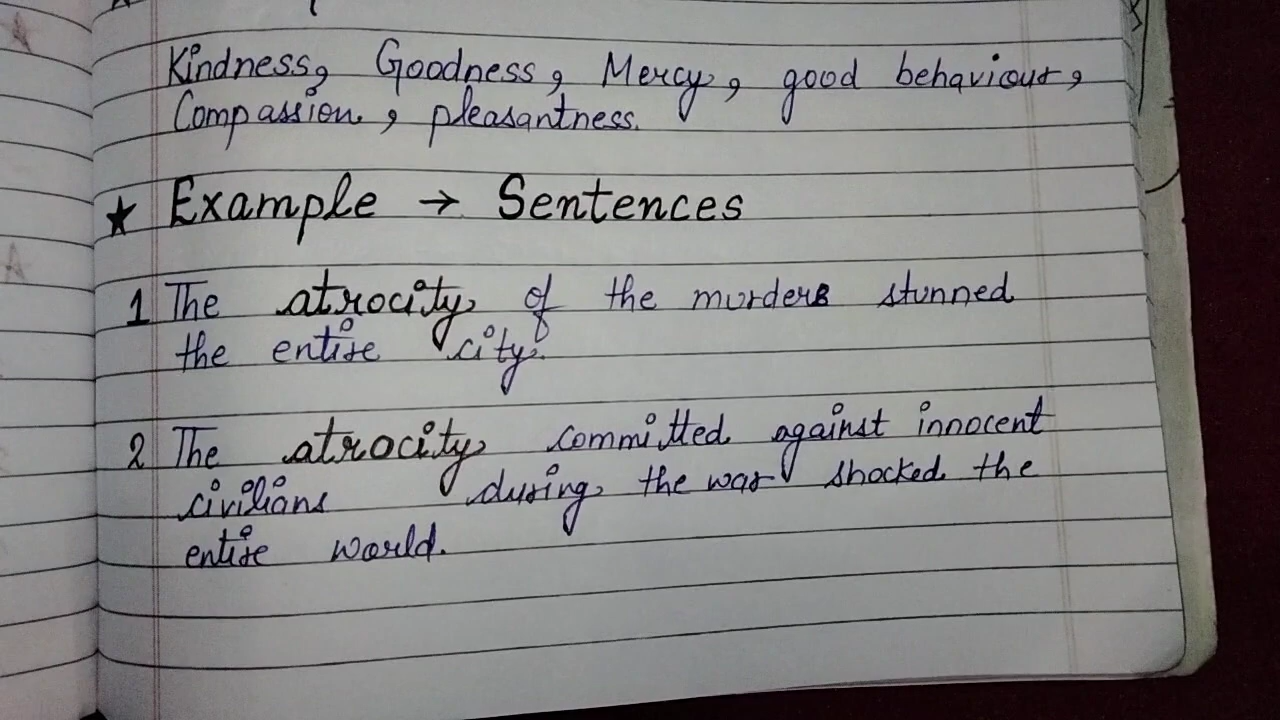 Kindness, Goodness, Mercy, good behaviour,
Compassion, pleasantness.
★ Example → Sentences
1 The atrocity of the murders stunned
the entire city.
2 The atrocity committed against innocent
civilians during the war shocked the
entire world.